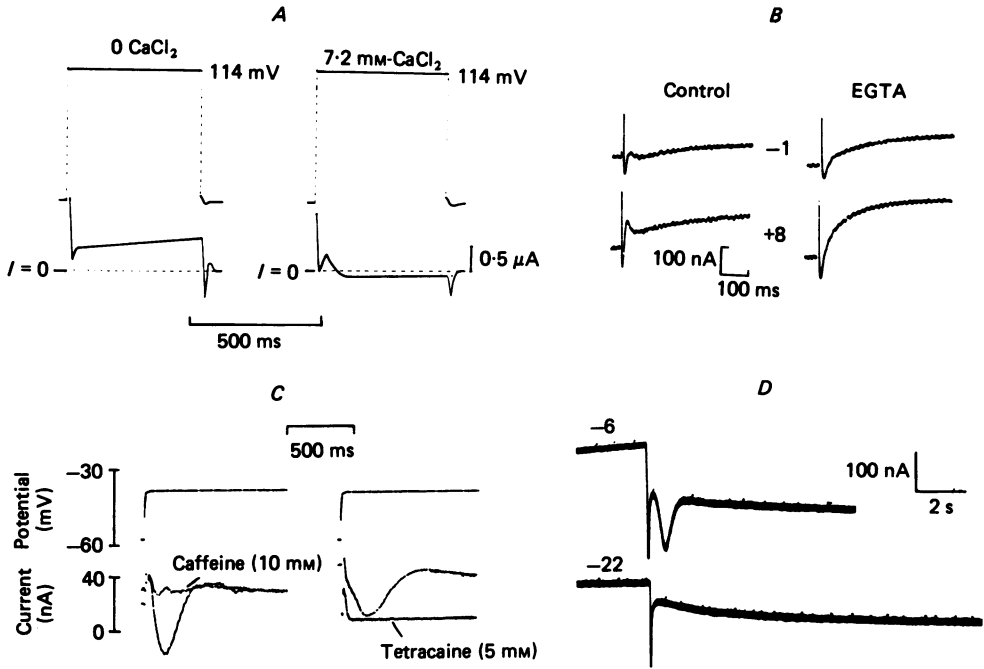 A
0 CaCl₂
114 mV
7·2 mM-CaCl₂
114 mV
I = 0
I = 0
0·5 µA
500 ms
B
Control
EGTA
−1
+8
100 nA
100 ms
C
500 ms
−30
−60
Potential
(mV)
Caffeine (10 mM)
40
0
Current
(nA)
Tetracaine (5 mM)
D
−6
100 nA
2 s
−22